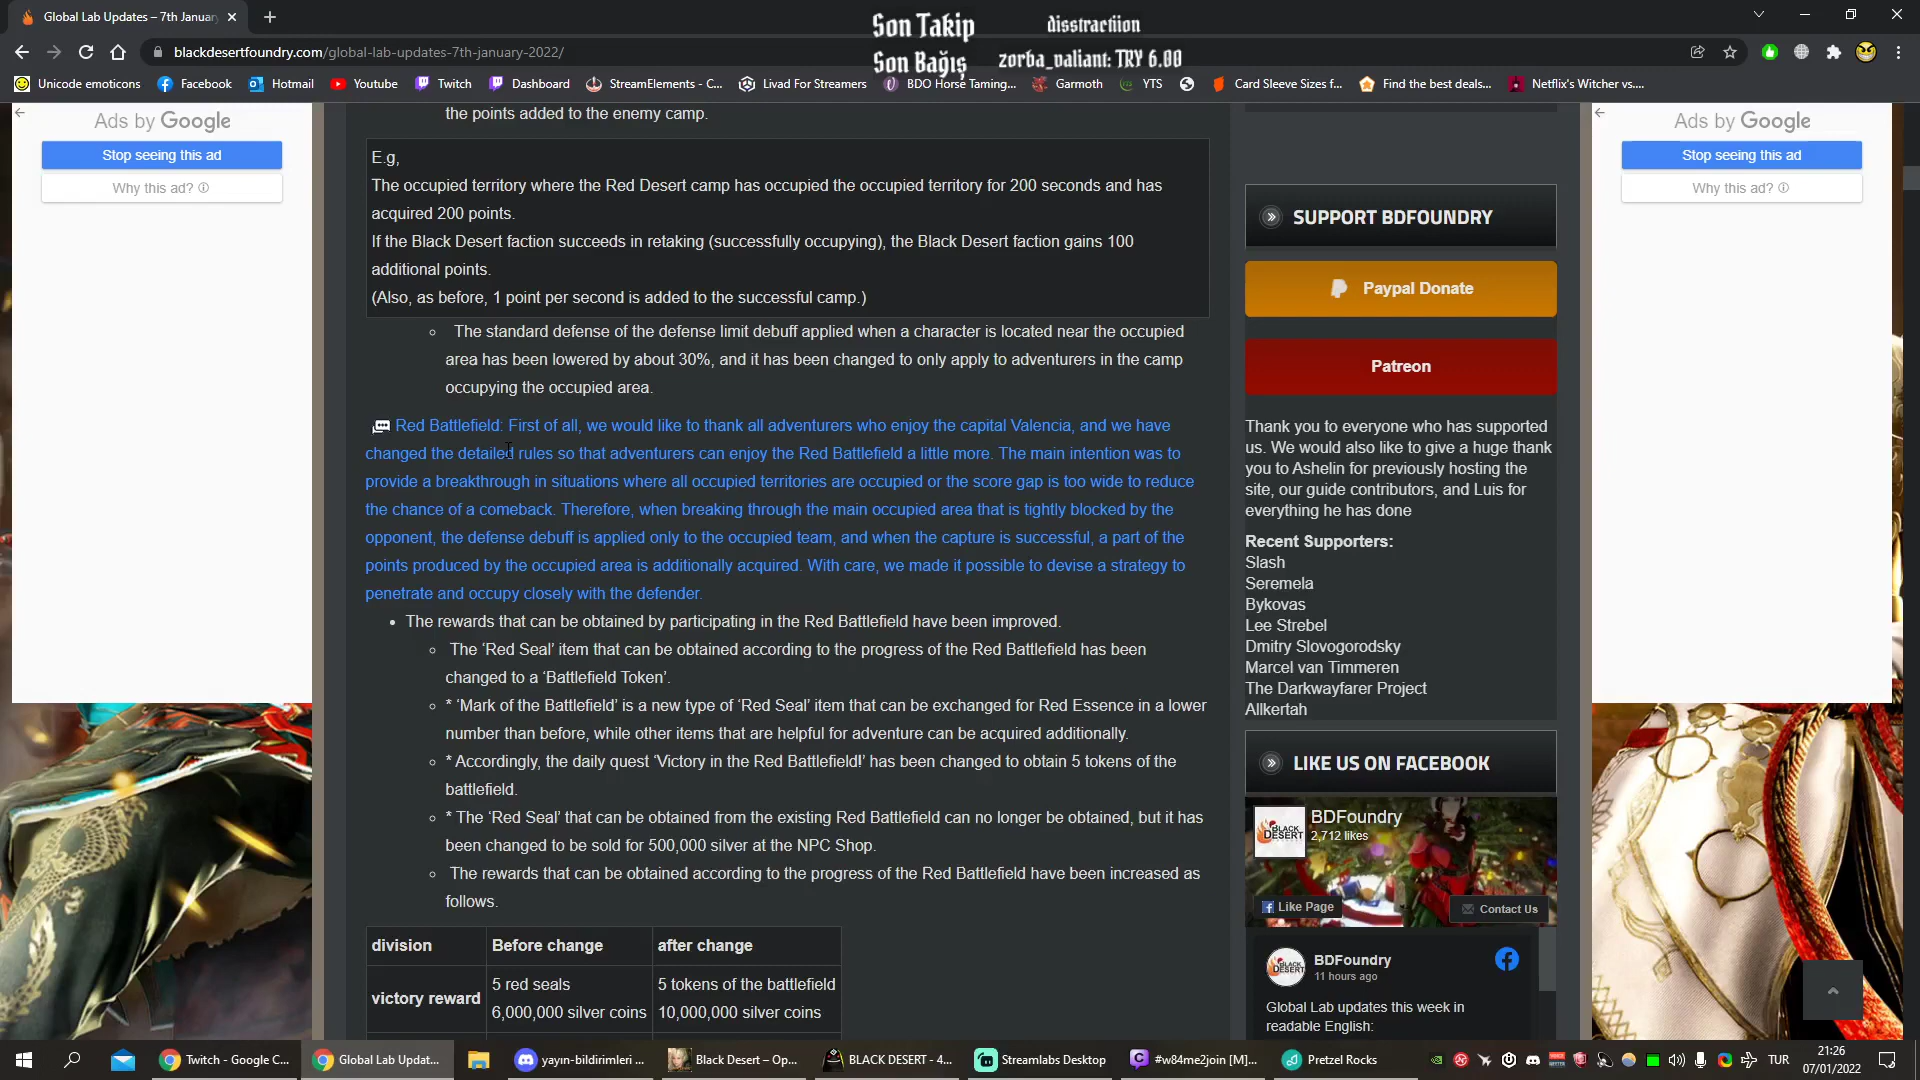 Global Lab Updates – 7th Januar
Son Takip
disstractiion
Son Bağış
zorba_valiant: TRY 6.00
blackdesertfoundry.com/global-lab-updates-7th-january-2022/
Unicode emoticons
Facebook
Hotmail
Youtube
Twitch
Dashboard
StreamElements - C...
Livad For Streamers
BDO Horse Taming...
Garmoth
YTS
Card Sleeve Sizes f...
Find the best deals...
Netflix's Witcher vs....
Ads by Google
Stop seeing this ad
Why this ad?
the points added to the enemy camp.
E.g,
The occupied territory where the Red Desert camp has occupied the occupied territory for 200 seconds and has
acquired 200 points.
If the Black Desert faction succeeds in retaking (successfully occupying), the Black Desert faction gains 100
additional points.
(Also, as before, 1 point per second is added to the successful camp.)
The standard defense of the defense limit debuff applied when a character is located near the occupied
area has been lowered by about 30%, and it has been changed to only apply to adventurers in the camp
occupying the occupied area.
Red Battlefield: First of all, we would like to thank all adventurers who enjoy the capital Valencia, and we have
changed the detailed rules so that adventurers can enjoy the Red Battlefield a little more. The main intention was to
provide a breakthrough in situations where all occupied territories are occupied or the score gap is too wide to reduce
the chance of a comeback. Therefore, when breaking through the main occupied area that is tightly blocked by the
opponent, the defense debuff is applied only to the occupied team, and when the capture is successful, a part of the
points produced by the occupied area is additionally acquired. With care, we made it possible to devise a strategy to
penetrate and occupy closely with the defender.
The rewards that can be obtained by participating in the Red Battlefield have been improved.
The ‘Red Seal’ item that can be obtained according to the progress of the Red Battlefield has been
changed to a ‘Battlefield Token’.
* ‘Mark of the Battlefield’ is a new type of ‘Red Seal’ item that can be exchanged for Red Essence in a lower
number than before, while other items that are helpful for adventure can be acquired additionally.
* Accordingly, the daily quest ‘Victory in the Red Battlefield!’ has been changed to obtain 5 tokens of the
battlefield.
* The ‘Red Seal’ that can be obtained from the existing Red Battlefield can no longer be obtained, but it has
been changed to be sold for 500,000 silver at the NPC Shop.
The rewards that can be obtained according to the progress of the Red Battlefield have been increased as
follows.
division Before change after change
victory reward
5 red seals
6,000,000 silver coins
5 tokens of the battlefield
10,000,000 silver coins
SUPPORT BDFOUNDRY
Paypal Donate
Patreon
Thank you to everyone who has supported
us. We would also like to give a huge thank
you to Ashelin for previously hosting the
site, our guide contributors, and Luis for
everything he has done
Recent Supporters:
Slash
Seremela
Bykovas
Lee Strebel
Dmitry Slovogorodsky
Marcel van Timmeren
The Darkwayfarer Project
Allkertah
LIKE US ON FACEBOOK
BLACK
DESERT
BDFoundry
2,712 likes
Like Page
Contact Us
BLACK
DESERT
BDFoundry
11 hours ago
Global Lab updates this week in
readable English:
Ads by Google
Stop seeing this ad
Why this ad?
Twitch - Google C...
Global Lab Updat...
yayın-bildirimleri ...
Black Desert – Op...
BLACK DESERT - 4...
Streamlabs Desktop
#w84me2join [M]...
Pretzel Rocks
TUR
21:26
07/01/2022